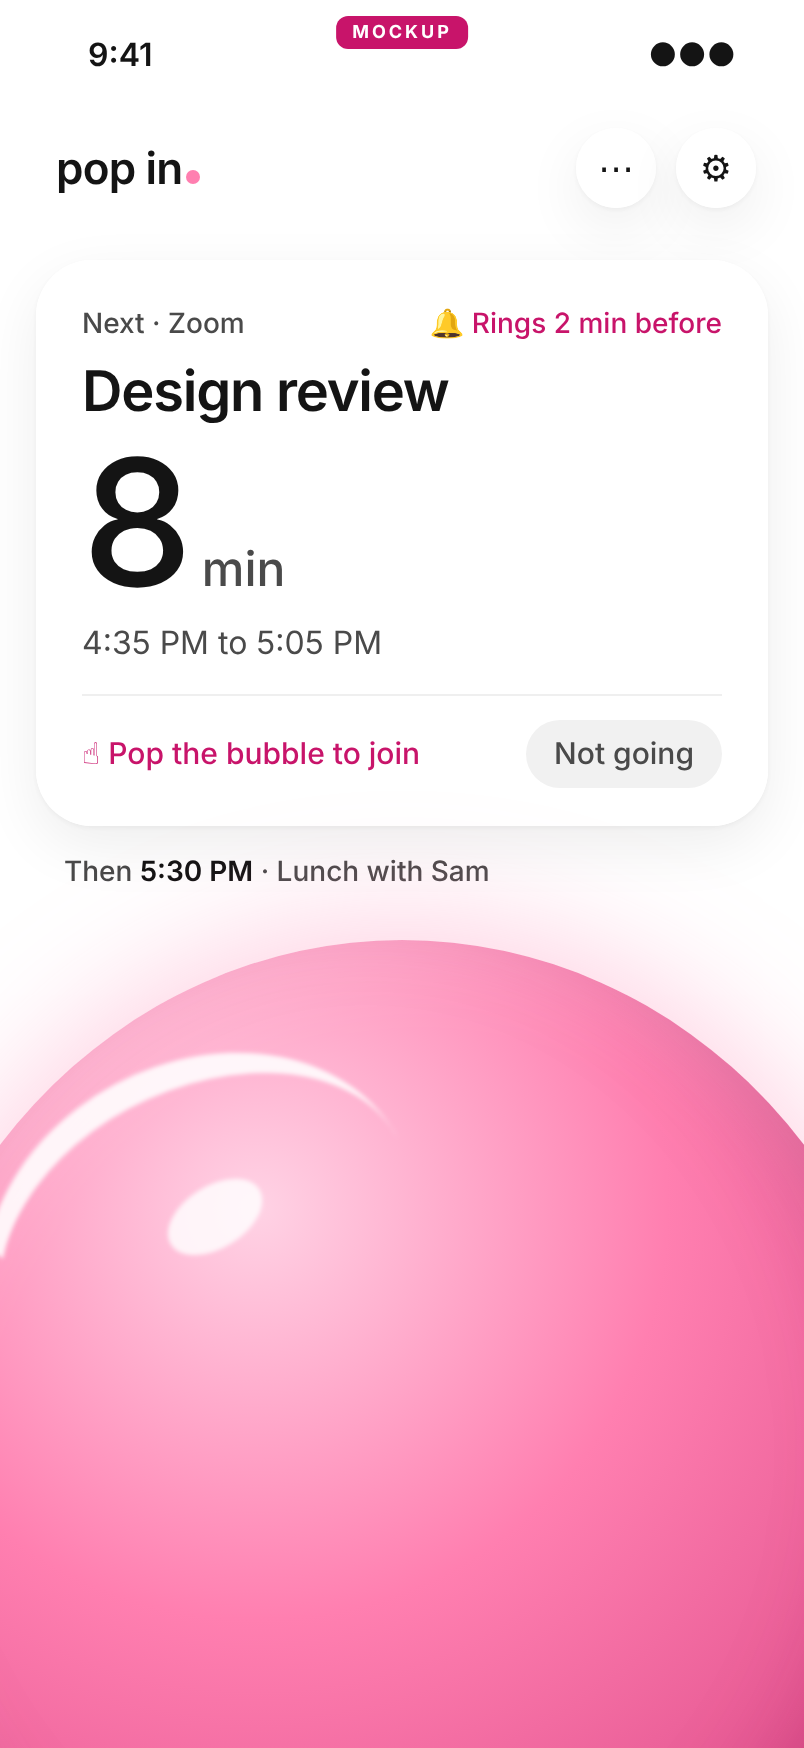 MOCKUP
9:41
pop in.
Next · Zoom
🔔 Rings 2 min before
Design review
8 min
4:35 PM to 5:05 PM
☝ Pop the bubble to join
Not going
Then 5:30 PM · Lunch with Sam